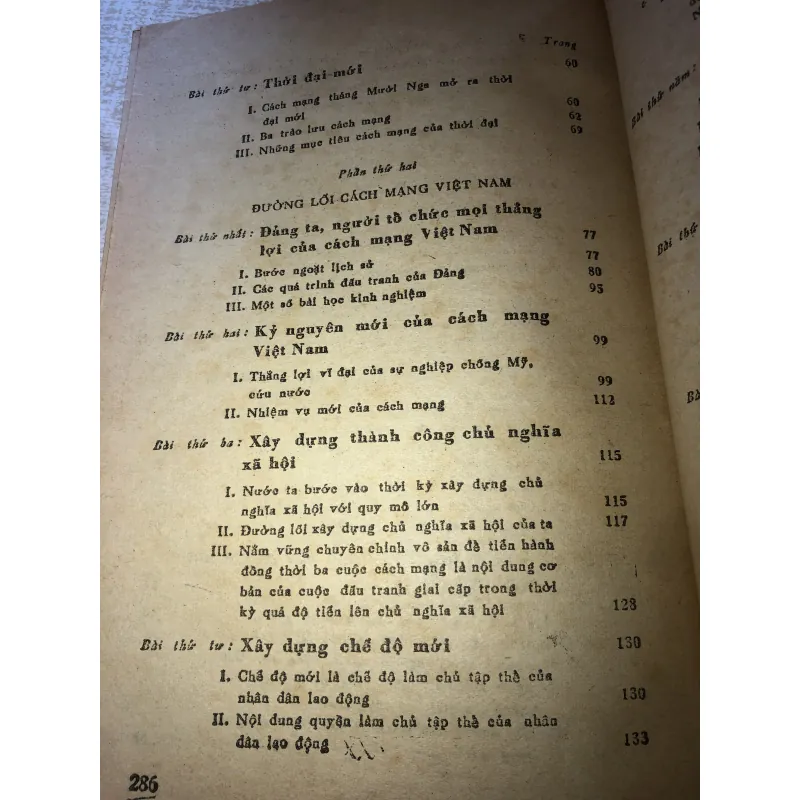 Trang
Bài thứ tư: Thời đại mới 60
I. Cách mạng tháng Mười Nga mở ra thời
đại mới 60
II. Ba trào lưu cách mạng 62
III. Những mục tiêu cách mạng của thời đại 69
Phần thứ hai
ĐƯỜNG LỐI CÁCH MẠNG VIỆT NAM
Bài thứ nhất: Đảng ta, người tổ chức mọi thắng
lợi của cách mạng Việt Nam 77
I. Bước ngoặt lịch sử 77
II. Các quá trình đấu tranh của Đảng 80
III. Một số bài học kinh nghiệm 95
Bài thứ hai: Kỷ nguyên mới của cách mạng
Việt Nam 99
I. Thắng lợi vĩ đại của sự nghiệp chống Mỹ,
cứu nước 99
II. Nhiệm vụ mới của cách mạng 112
Bài thứ ba: Xây dựng thành công chủ nghĩa
xã hội 115
I. Nước ta bước vào thời kỳ xây dựng chủ
nghĩa xã hội với quy mô lớn 115
II. Đường lối xây dựng chủ nghĩa xã hội của ta 117
III. Nắm vững chuyên chính vô sản để tiến hành
đồng thời ba cuộc cách mạng là nội dung cơ
bản của cuộc đấu tranh giai cấp trong thời
kỳ quá độ tiến lên chủ nghĩa xã hội 128
Bài thứ tư: Xây dựng chế độ mới 130
I. Chế độ mới là chế độ làm chủ tập thể của
nhân dân lao động 130
II. Nội dung quyền làm chủ tập thể của nhân
dân lao động 133
286
Bài thứ năm:
Bài thứ
Bài